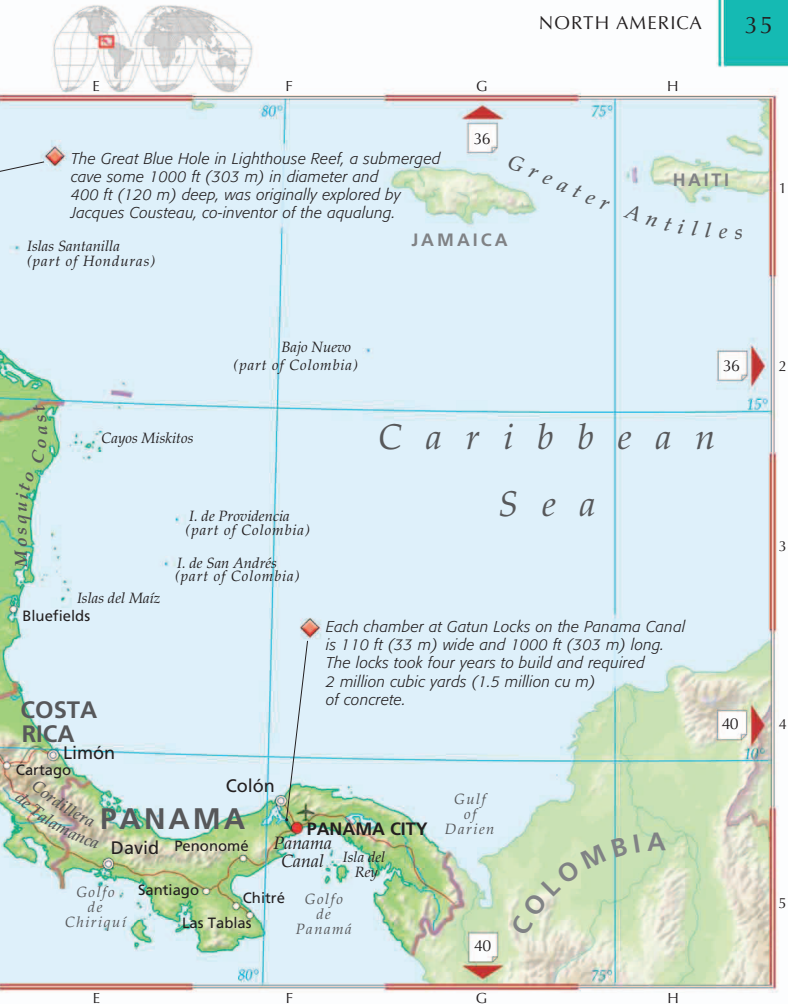 NORTH AMERICA
35
E
F
G
H
80°
75°
36
The Great Blue Hole in Lighthouse Reef, a submerged
cave some 1000 ft (303 m) in diameter and
400 ft (120 m) deep, was originally explored by
Jacques Cousteau, co-inventor of the aqualung.
Greater Antilles
HAITI
1
JAMAICA
Islas Santanilla
(part of Honduras)
Bajo Nuevo
(part of Colombia)
36
2
15°
Mosquito Coast
Cayos Miskitos
Caribbean
Sea
I. de Providencia
(part of Colombia)
3
I. de San Andrés
(part of Colombia)
Islas del Maíz
Bluefields
Each chamber at Gatun Locks on the Panama Canal
is 110 ft (33 m) wide and 1000 ft (303 m) long.
The locks took four years to build and required
2 million cubic yards (1.5 million cu m)
of concrete.
COSTA
RICA
40
4
10°
Limón
Cartago
Cordillera
de Talamanca
Colón
Gulf
of
Darien
PANAMA
PANAMA CITY
David
Penonomé
Panama
Canal
Isla del
Rey
COLOMBIA
Santiago
Chitré
Las Tablas
Golfo
de
Chiriquí
Golfo
de
Panamá
5
40
80°
75°
E
F
G
H